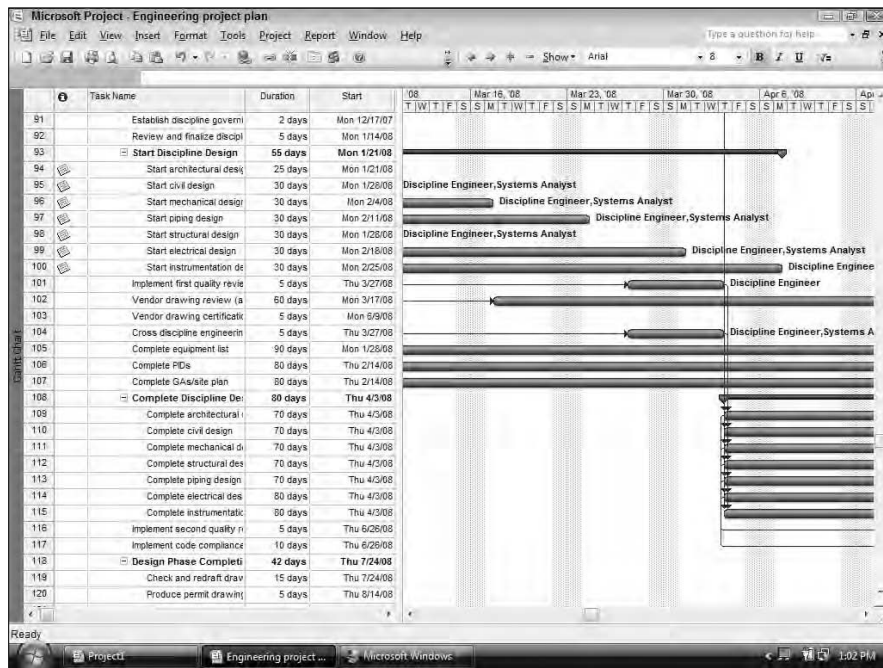 Microsoft Project - Engineering project plan
File Edit View Insert Format Tools Project Report Window Help Type a question for help
Show Arial 8 B I U
Task Name Duration Start '08 Mar 16, '08 Mar 23, '08 Mar 30, '08 Apr 6, '08 Apr
T W T F S S M T W T F S S M T W T F S S M T W T F S S M T W T F S S
91 Establish discipline governi 2 days Mon 12/17/07
92 Review and finalize discipl 5 days Mon 1/14/08
93 Start Discipline Design 55 days Mon 1/21/08
94 Start architectural desig 25 days Mon 1/21/08
95 Start civil design 30 days Mon 1/28/08 Discipline Engineer,Systems Analyst
96 Start mechanical design 30 days Mon 2/4/08 Discipline Engineer,Systems Analyst
97 Start piping design 30 days Mon 2/11/08 Discipline Engineer,Systems Analyst
98 Start structural design 30 days Mon 1/28/08 Discipline Engineer,Systems Analyst
99 Start electrical design 30 days Mon 2/18/08 Discipline Engineer,Systems Analyst
100 Start instrumentation de 30 days Mon 2/25/08 Discipline Enginee
101 Implement first quality revie 5 days Thu 3/27/08 Discipline Engineer
102 Vendor drawing review (a 60 days Mon 3/17/08
103 Vendor drawing certificatio 5 days Mon 6/9/08
104 Cross discipline engineerin 5 days Thu 3/27/08 Discipline Engineer,Systems A
105 Complete equipment list 90 days Mon 1/28/08
106 Complete PIDs 80 days Thu 2/14/08
107 Complete GAs/site plan 80 days Thu 2/14/08
108 Complete Discipline De 80 days Thu 4/3/08
109 Complete architectural 70 days Thu 4/3/08
110 Complete civil design 70 days Thu 4/3/08
111 Complete mechanical d 70 days Thu 4/3/08
112 Complete structural des 70 days Thu 4/3/08
113 Complete piping design 70 days Thu 4/3/08
114 Complete electrical des 80 days Thu 4/3/08
115 Complete instrumentatic 80 days Thu 4/3/08
116 Implement second quality r 5 days Thu 6/26/08
117 Implement code compliance 10 days Thu 6/26/08
118 Design Phase Completi 42 days Thu 7/24/08
119 Check and redraft draw 15 days Thu 7/24/08
120 Produce permit drawing 5 days Thu 8/14/08
Gantt Chart
Ready
Project1 Engineering project ... Microsoft Windows 1:02 PM